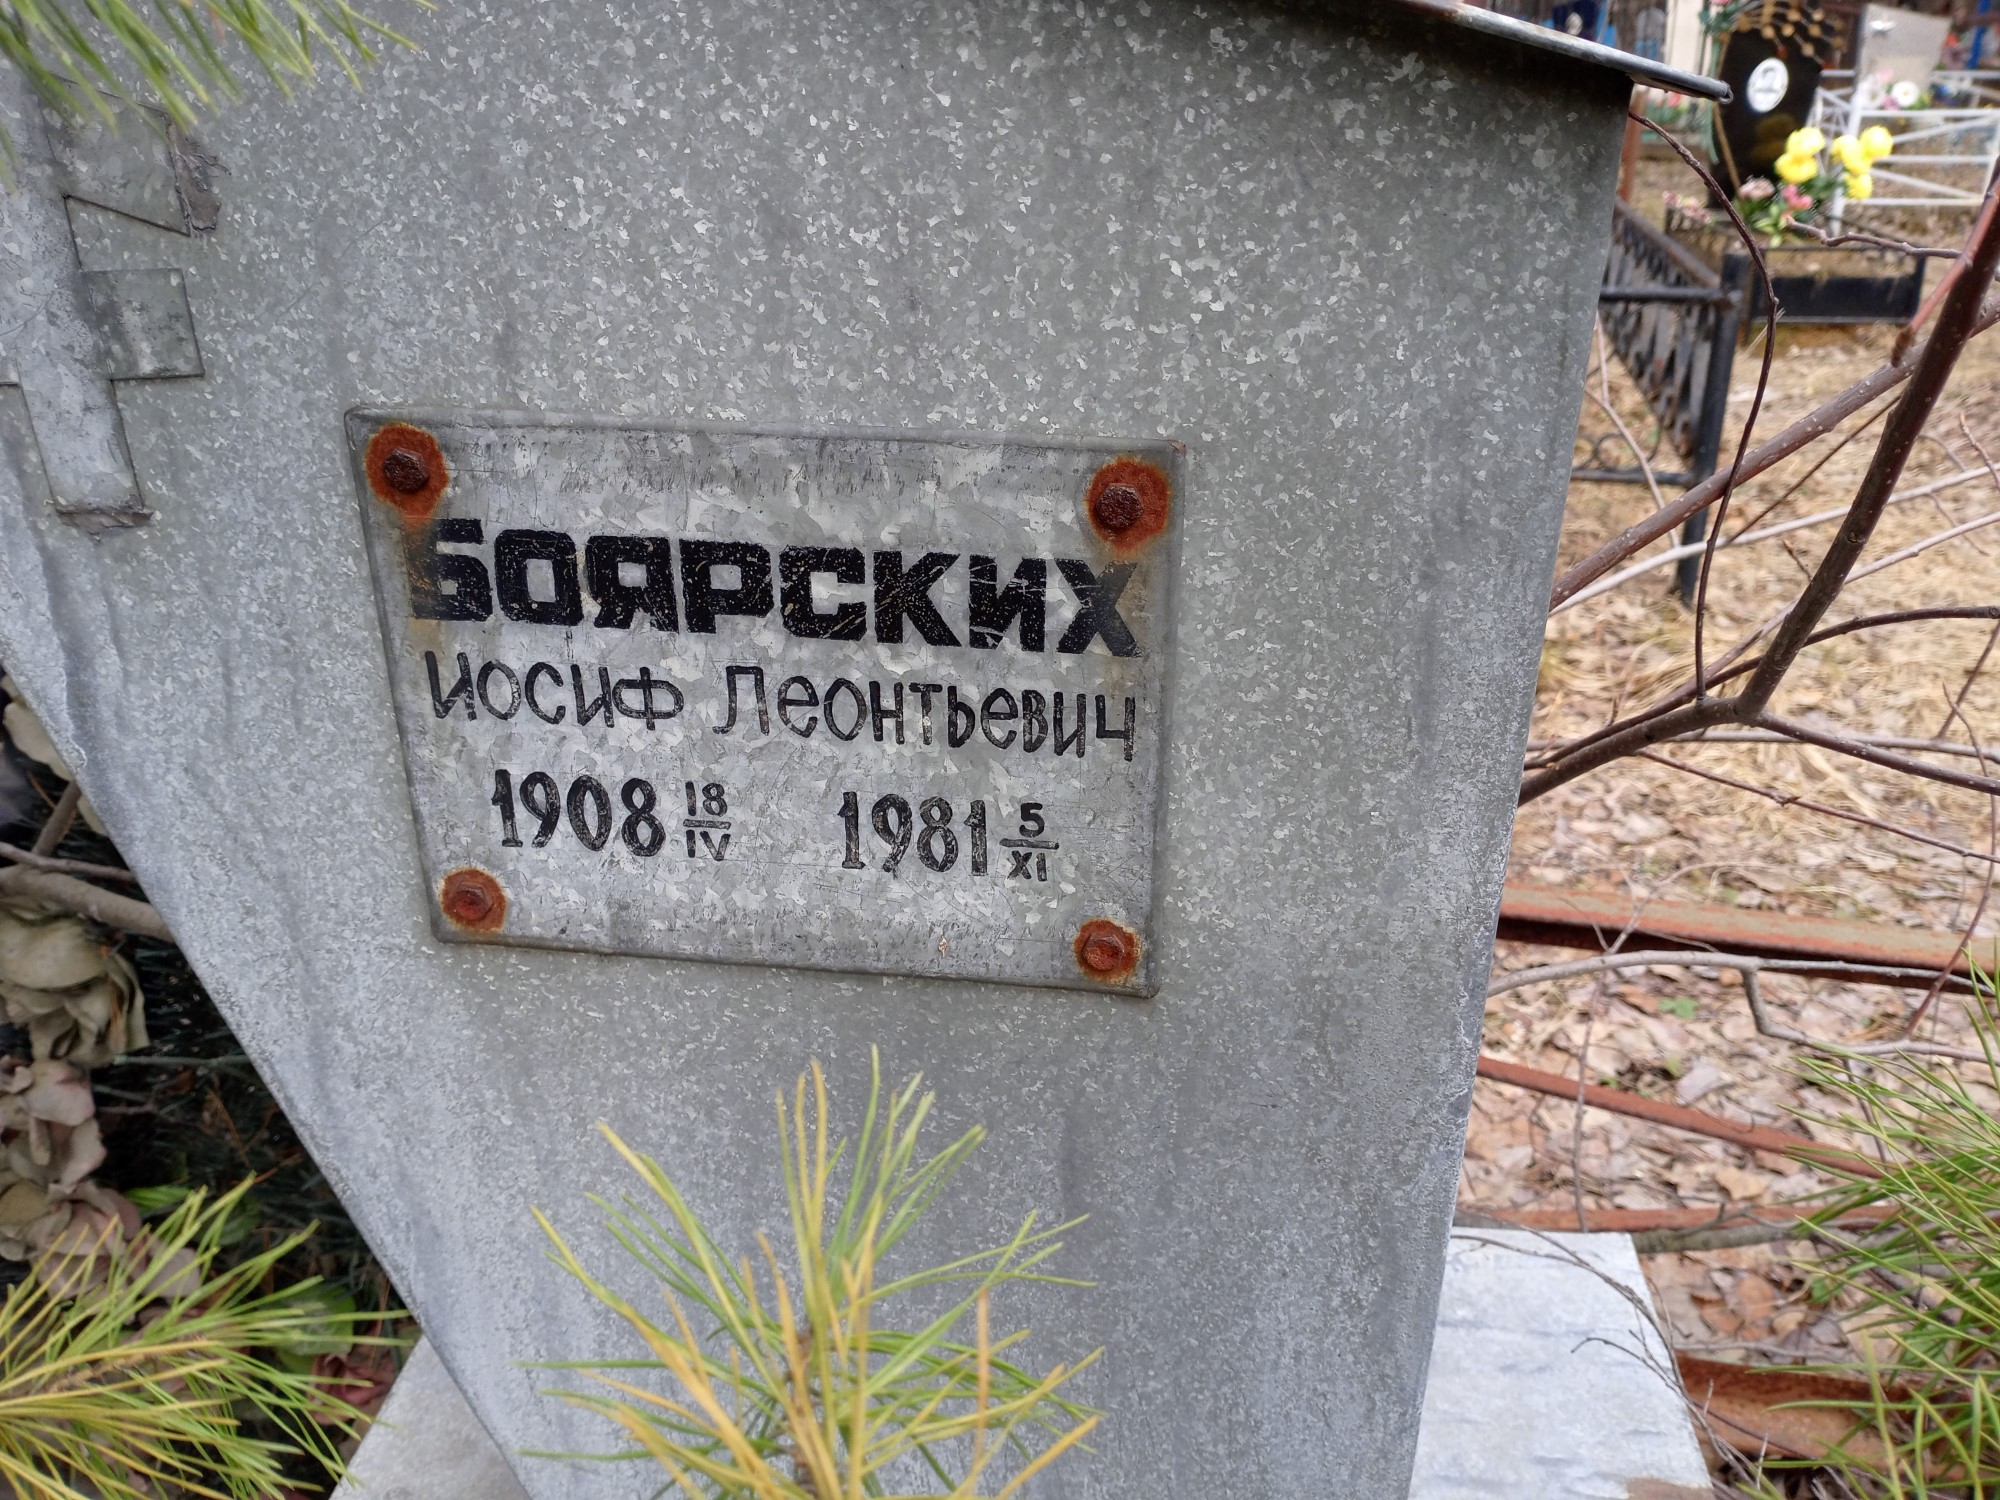 БОЯРСКИХ
Иосиф Леонтьевич
1908 18/IV 1981 5/XI